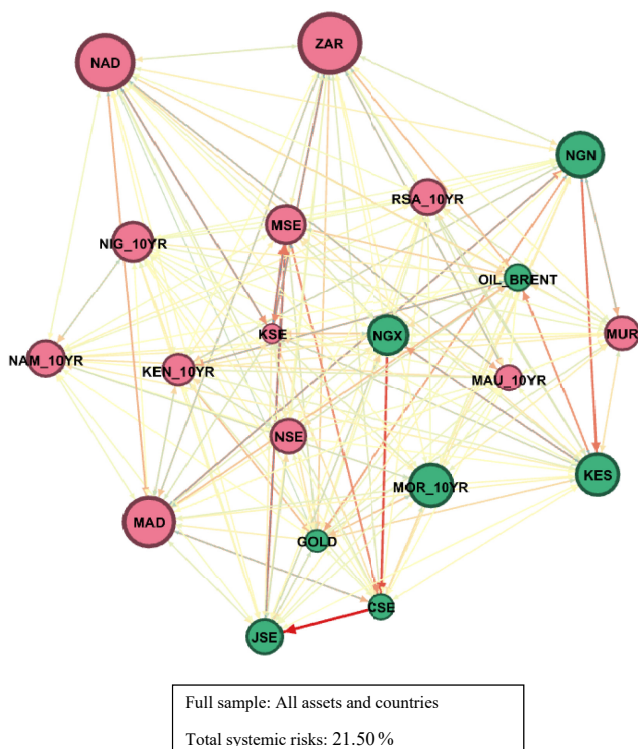 ZAR
NAD
NGN
RSA_10YR
MSE
NIG_10YR
OIL_BRENT
KSE
NGX
MUR
NAM_10YR
KEN_10YR
MAU_10YR
NSE
KES
MOR_10YR
MAD
GOLD
CSE
JSE
Full sample: All assets and countries
Total systemic risks: 21.50 %